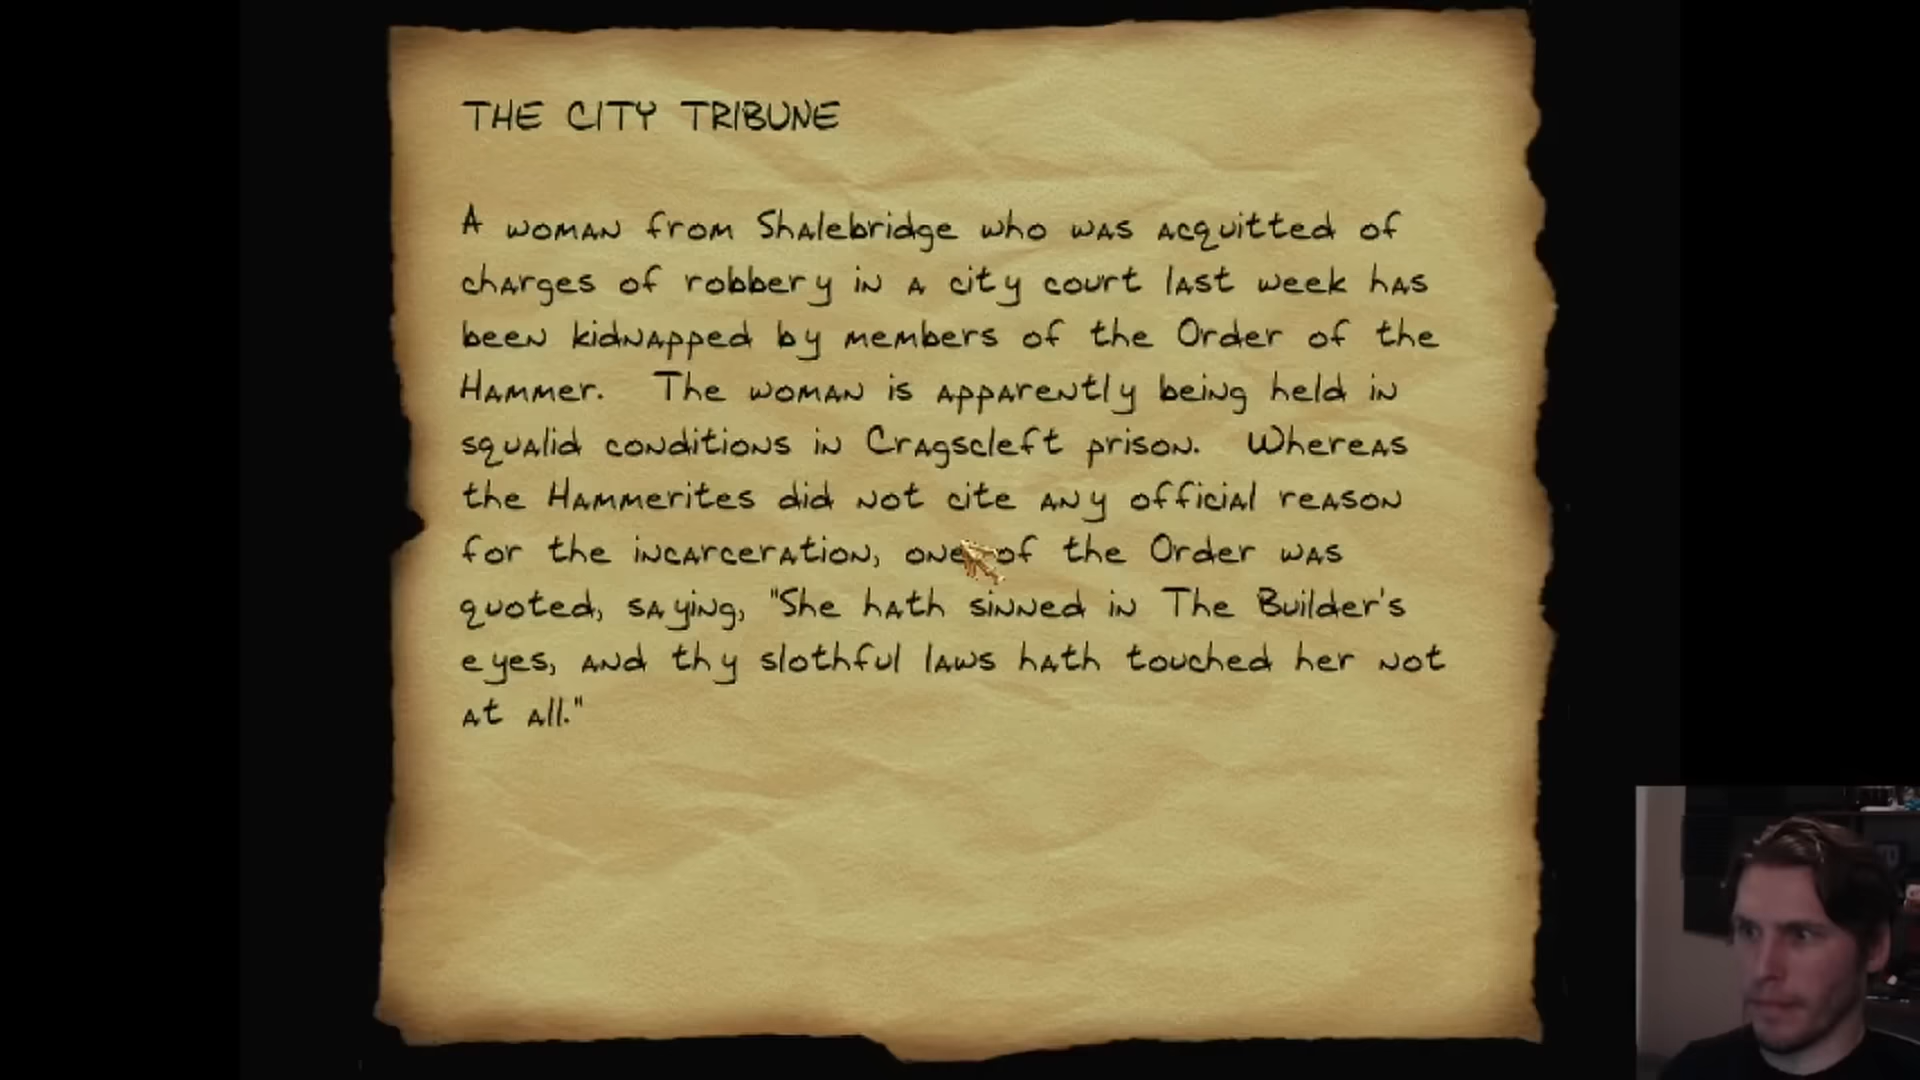 THE CITY TRIBUNE
A woman from Shalebridge who was acquitted of
charges of robbery in a city court last week has
been kidnapped by members of the Order of the
Hammer. The woman is apparently being held in
squalid conditions in Cragscleft prison. Whereas
the Hammerites did not cite any official reason
for the incarceration, one of the Order was
quoted, saying, "She hath sinned in The Builder's
eyes, and thy slothful laws hath touched her not
at all."